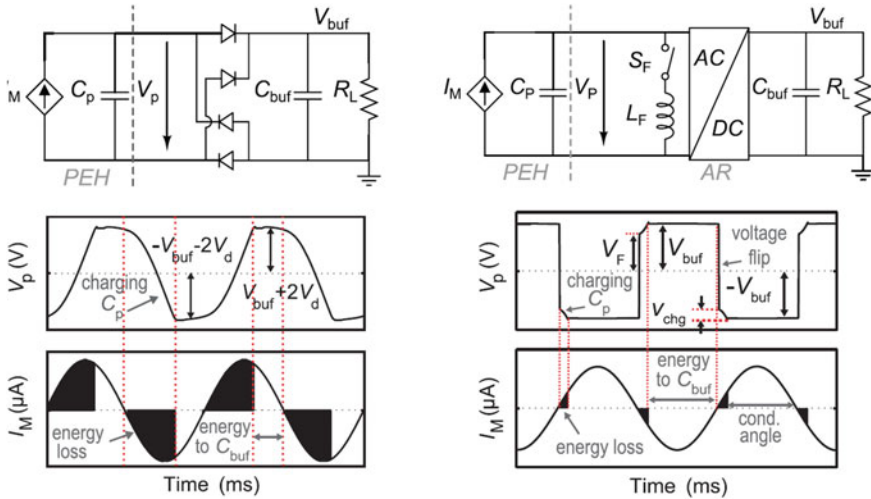 V_buf
M
C_p
V_p
C_buf
R_L
PEH
V_buf
I_M
C_P
V_P
S_F
L_F
AC
DC
C_buf
R_L
PEH
AR
V_p (V)
-V_buf-2V_d
charging
C_p
V_buf+2V_d
I_M (µA)
energy
loss
energy
to C_buf
Time (ms)
V_p (V)
V_F
V_buf
voltage
flip
charging
C_p
-V_buf
V_chg
I_M (µA)
energy
to C_buf
energy loss
cond.
angle
Time (ms)